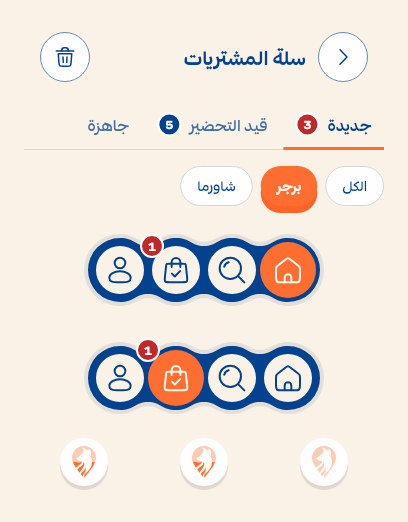 سلة المشتريات
جديدة 3 قيد التحضير 5 جاهزة
الكل برجر شاورما
1
1